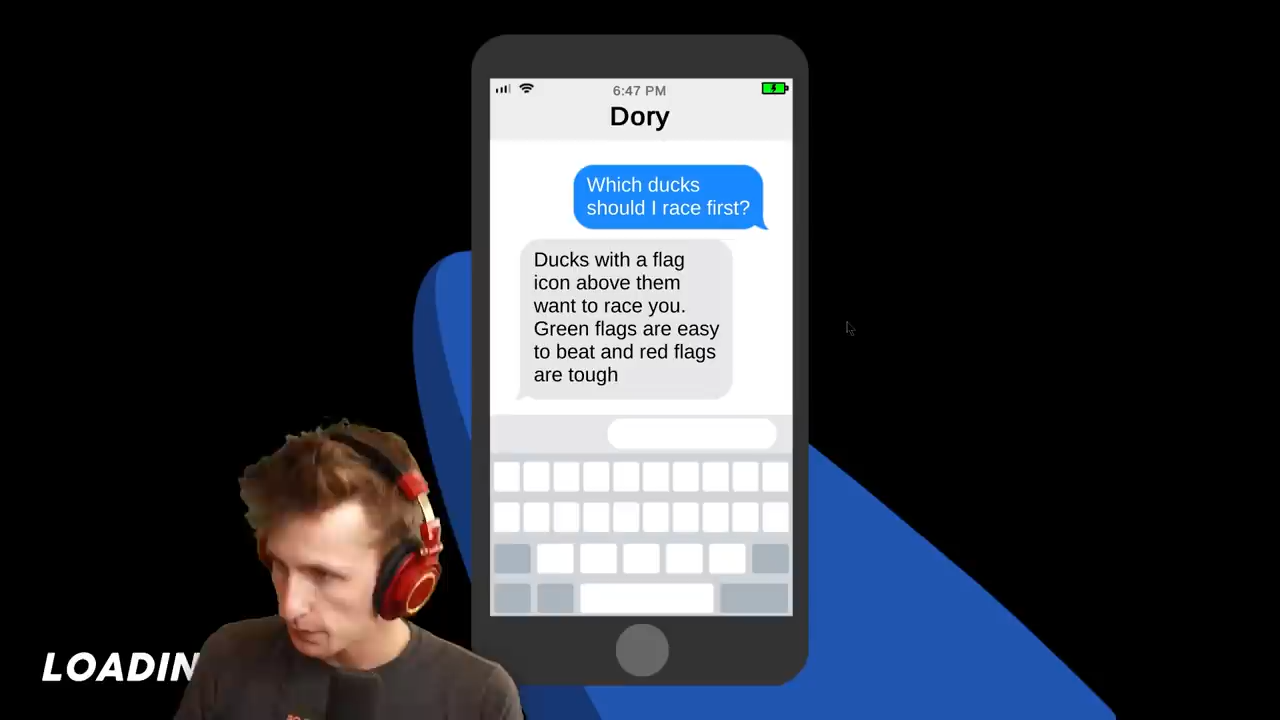 6:47 PM
Dory
Which ducks
should I race first?
Ducks with a flag
icon above them
want to race you.
Green flags are easy
to beat and red flags
are tough
LOADIN